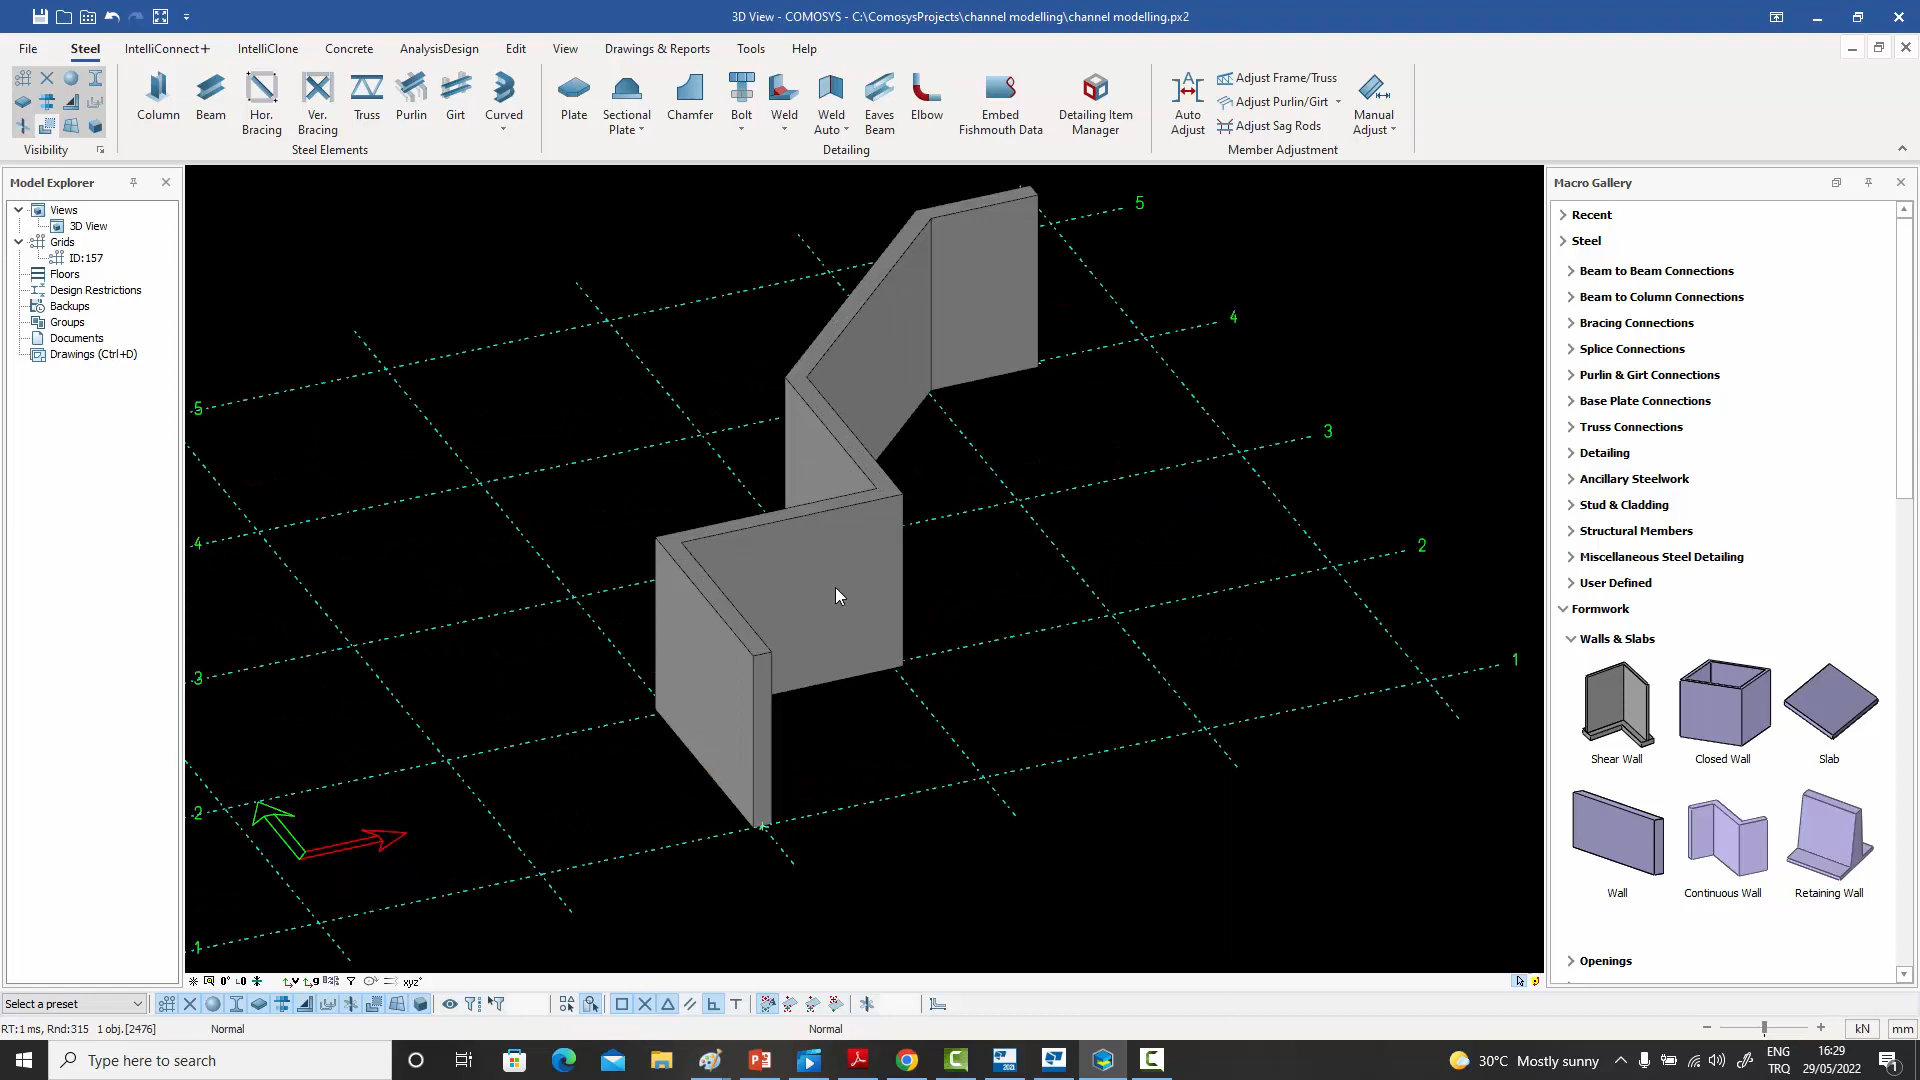 3D View - COMOSYS - C:\ComosysProjects\channel modelling\channel modelling.px2
File
Steel
IntelliConnect+
IntelliClone
Concrete
AnalysisDesign
Edit
View
Drawings & Reports
Tools
Help
Visibility
Column
Beam
Hor. Bracing
Ver. Bracing
Truss
Purlin
Girt
Curved
Steel Elements
Plate
Sectional Plate
Chamfer
Bolt
Weld
Weld Auto
Eaves Beam
Elbow
Embed Fishmouth Data
Detailing Item Manager
Detailing
Auto Adjust
Adjust Frame/Truss
Adjust Purlin/Girt
Adjust Sag Rods
Manual Adjust
Member Adjustment
Model Explorer
Views
3D View
Grids
ID:157
Floors
Design Restrictions
Backups
Groups
Documents
Drawings (Ctrl+D)
5
4
3
2
1
5
4
3
2
1
Macro Gallery
Recent
Steel
Beam to Beam Connections
Beam to Column Connections
Bracing Connections
Splice Connections
Purlin & Girt Connections
Base Plate Connections
Truss Connections
Detailing
Ancillary Steelwork
Stud & Cladding
Structural Members
Miscellaneous Steel Detailing
User Defined
Formwork
Walls & Slabs
Shear Wall
Closed Wall
Slab
Wall
Continuous Wall
Retaining Wall
Openings
xyz
Select a preset
RT:1 ms, Rnd:315 1 obj.[2476]
Normal
Normal
kN
mm
Type here to search
30°C Mostly sunny
ENG
TRQ
16:29
29/05/2022